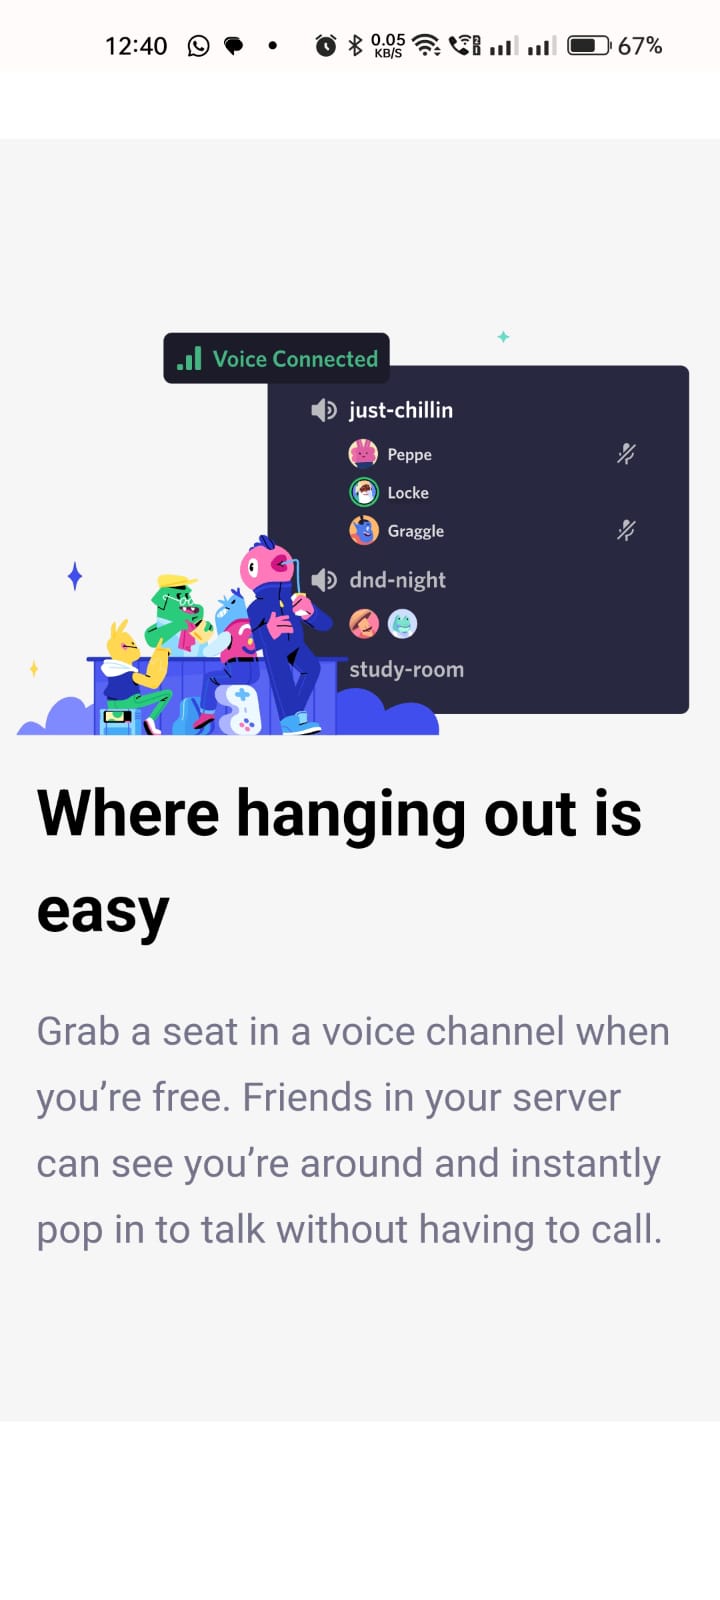 12:40
0.05
KB/S
67%
Voice Connected
just-chillin
Peppe
Locke
Graggle
dnd-night
study-room
Where hanging out is
easy
Grab a seat in a voice channel when
you’re free. Friends in your server
can see you’re around and instantly
pop in to talk without having to call.